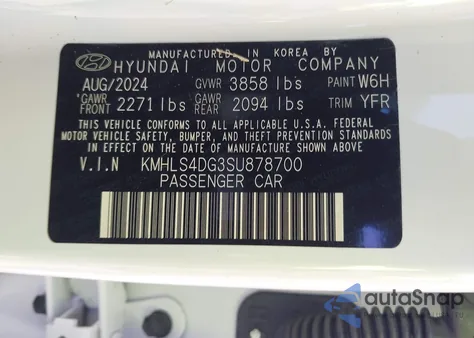 MANUFACTURED IN KOREA BY
HYUNDAI MOTOR COMPANY
AUG/2024 GVWR 3858 lbs PAINT W6H
GAWR FRONT 2271 lbs GAWR REAR 2094 lbs TRIM YFR
THIS VEHICLE CONFORMS TO ALL APPLICABLE U.S.A. FEDERAL
MOTOR VEHICLE SAFETY, BUMPER, AND THEFT PREVENTION STANDARDS
IN EFFECT ON THE DATE OF MANUFACTURE SHOWN ABOVE.
V.I.N KMHLS4DG3SU878700
PASSENGER CAR
autoSnap